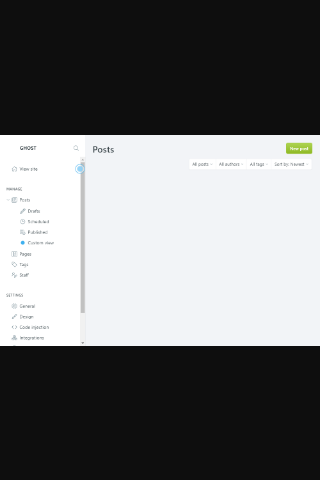 GHOST
View site
MANAGE
Posts
Drafts
Scheduled
Published
Custom view
Pages
Tags
Staff
SETTINGS
General
Design
Code injection
Integrations
Posts
New post
All posts
All authors
All tags
Sort by: Newest